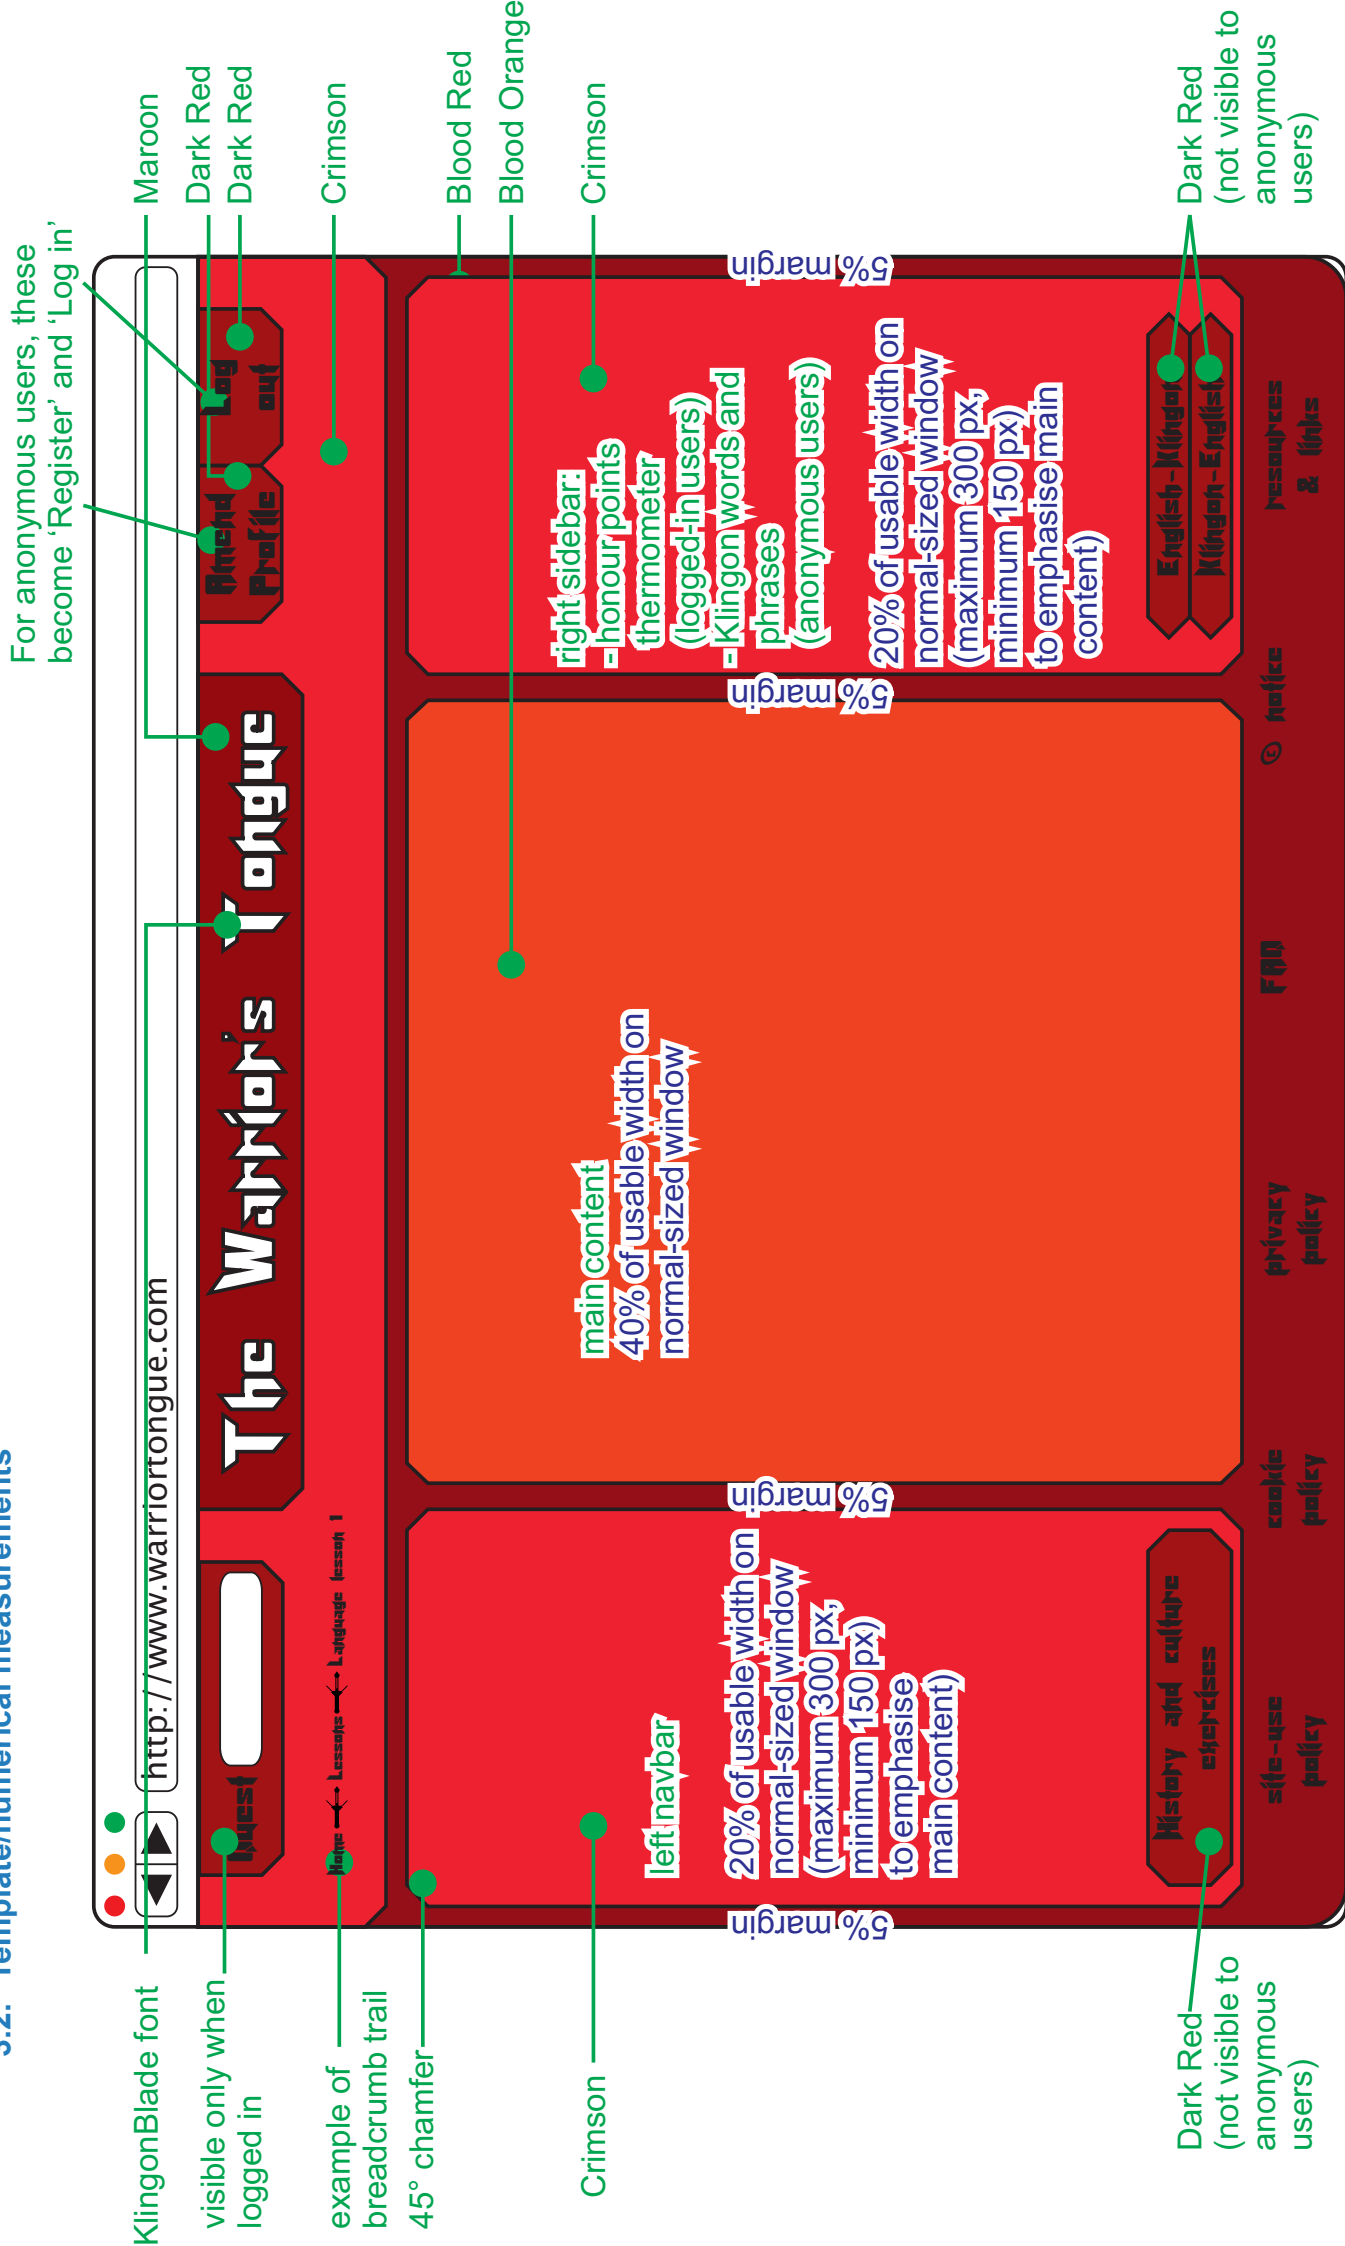 3.2. Template/numerical measurements
For anonymous users, these
become ‘Register’ and ‘Log in’
KlingonBlade font
Maroon
visible only when
logged in
Dark Red
Dark Red
example of
breadcrumb trail
Crimson
45° chamfer
Blood Red
Blood Orange
Crimson
Crimson
http://www.warriortongue.com
Quest
The Warrior's Tongue
Amend
Profile
Log
out
Home Lessons Language lesson 1
5% margin
left navbar
20% of usable width on
normal-sized window
(maximum 300 px,
minimum 150 px)
to emphasise
main content)
5% margin
main content
40% of usable width on
normal-sized window
5% margin
right sidebar:
- honour points
thermometer
(logged-in users)
- Klingon words and
phrases
(anonymous users)
20% of usable width on
normal-sized window
(maximum 300 px,
minimum 150 px)
to emphasise main
content)
5% margin
History and culture
exercises
English-Klingon
Klingon-English
Dark Red
(not visible to
anonymous
users)
Dark Red
(not visible to
anonymous
users)
site-use
policy
cookie
policy
privacy
policy
FAQ
© notice
resources
& links